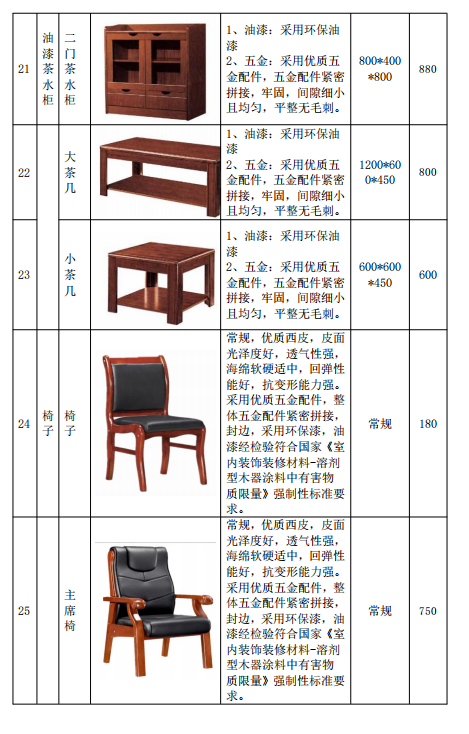 21
油漆茶水柜
二门茶水柜
1、油漆：采用环保油
漆
2、五金：采用优质五
金配件，五金配件紧密
拼接，牢固，间隙细小
且均匀，平整无毛刺。
800*400
*800
880
22
大茶几
1、油漆：采用环保油
漆
2、五金：采用优质五
金配件，五金配件紧密
拼接，牢固，间隙细小
且均匀，平整无毛刺。
1200*60
0*450
800
23
小茶几
1、油漆：采用环保油
漆
2、五金：采用优质五
金配件，五金配件紧密
拼接，牢固，间隙细小
且均匀，平整无毛刺。
600*600
*450
600
24
椅子
椅子
常规，优质西皮，皮面
光泽度好，透气性强，
海绵软硬适中，回弹性
能好，抗变形能力强。
采用优质五金配件，整
体五金配件紧密拼接，
封边，采用环保漆，油
漆经检验符合国家《室
内装饰装修材料-溶剂
型木器涂料中有害物
质限量》强制性标准要
求。
常规
180
25
主席椅
常规，优质西皮，皮面
光泽度好，透气性强，
海绵软硬适中，回弹性
能好，抗变形能力强。
采用优质五金配件，整
体五金配件紧密拼接，
封边，采用环保漆，油
漆经检验符合国家《室
内装饰装修材料-溶剂
型木器涂料中有害物
质限量》强制性标准要
求。
常规
750